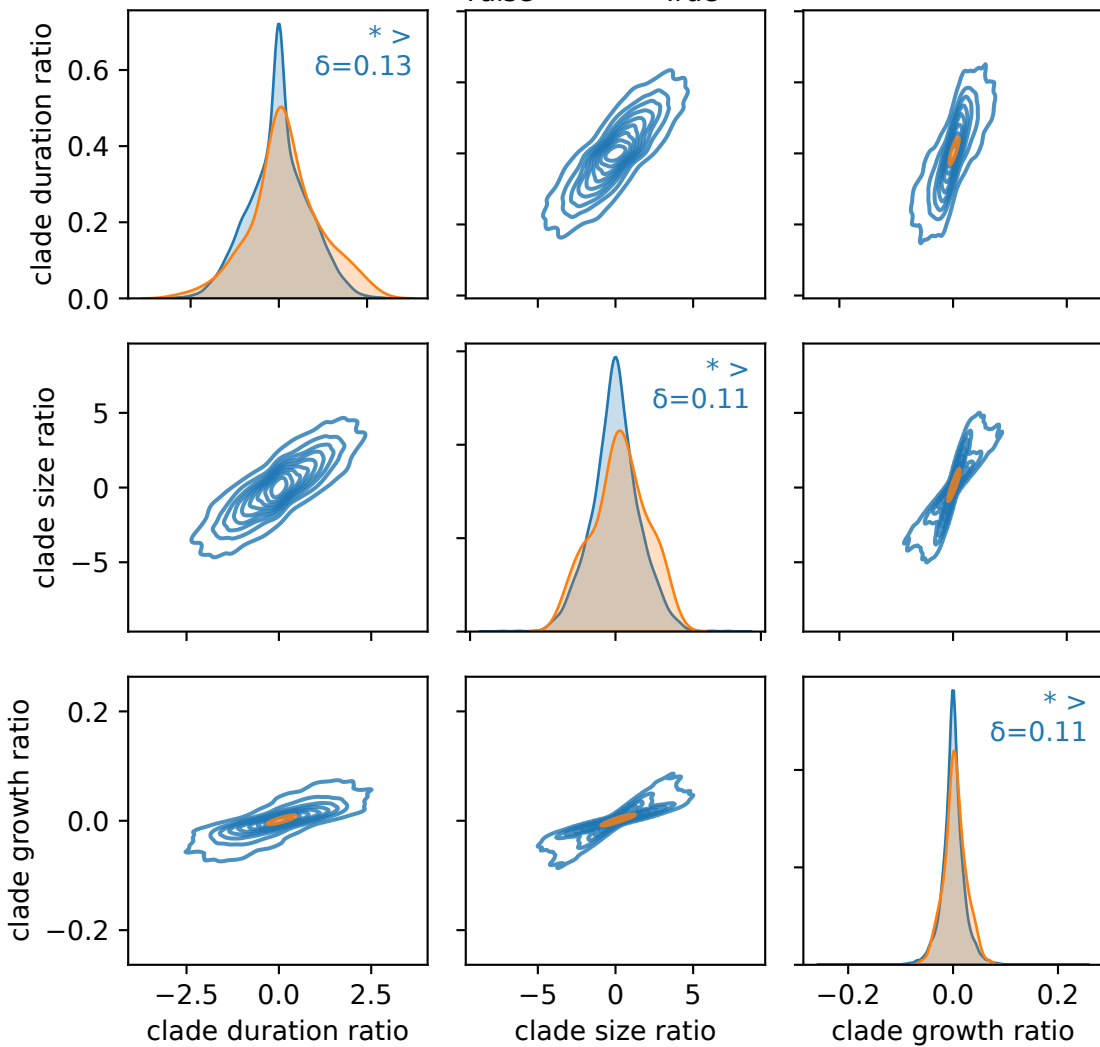 * >
δ=0.13
clade duration ratio
0.6
0.4
0.2
0.0
* >
δ=0.11
clade size ratio
5
0
−5
* >
δ=0.11
clade growth ratio
0.2
0.0
−0.2
−2.5 0.0 2.5
−5 0 5
−0.2 0.0 0.2
clade duration ratio
clade size ratio
clade growth ratio